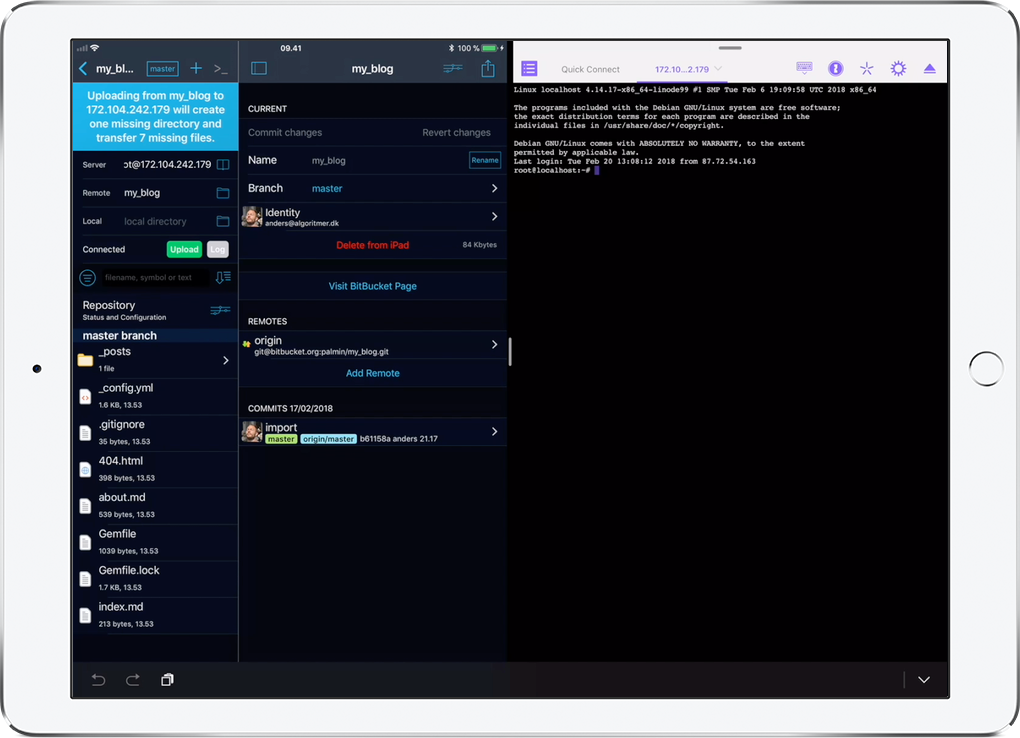 09.41
100 %
my_bl...
master
>_
Uploading from my_blog to
172.104.242.179 will create
one missing directory and
transfer 7 missing files.
Server
ot@172.104.242.179
Remote
my_blog
Local
local directory
Connected
Upload
Log
filename, symbol or text
Repository
Status and Configuration
master branch
_posts
1 file
_config.yml
1.6 KB, 13.53
.gitignore
35 bytes, 13.53
404.html
398 bytes, 13.53
about.md
539 bytes, 13.53
Gemfile
1039 bytes, 13.53
Gemfile.lock
1.7 KB, 13.53
index.md
213 bytes, 13.53
my_blog
CURRENT
Commit changes
Revert changes
Name
my_blog
Rename
Branch
master
Identity
anders@algoritmer.dk
Delete from iPad
84 Kbytes
Visit BitBucket Page
REMOTES
origin
git@bitbucket.org:palmin/my_blog.git
Add Remote
COMMITS 17/02/2018
import
master origin/master b61158a anders 21.17
Quick Connect
172.10...2.179
Linux localhost 4.14.17-x86_64-linode99 #1 SMP Tue Feb 6 19:09:58 UTC 2018 x86_64
The programs included with the Debian GNU/Linux system are free software;
the exact distribution terms for each program are described in the
individual files in /usr/share/doc/*/copyright.
Debian GNU/Linux comes with ABSOLUTELY NO WARRANTY, to the extent
permitted by applicable law.
Last login: Tue Feb 20 13:08:12 2018 from 87.72.54.163
root@localhost:~#